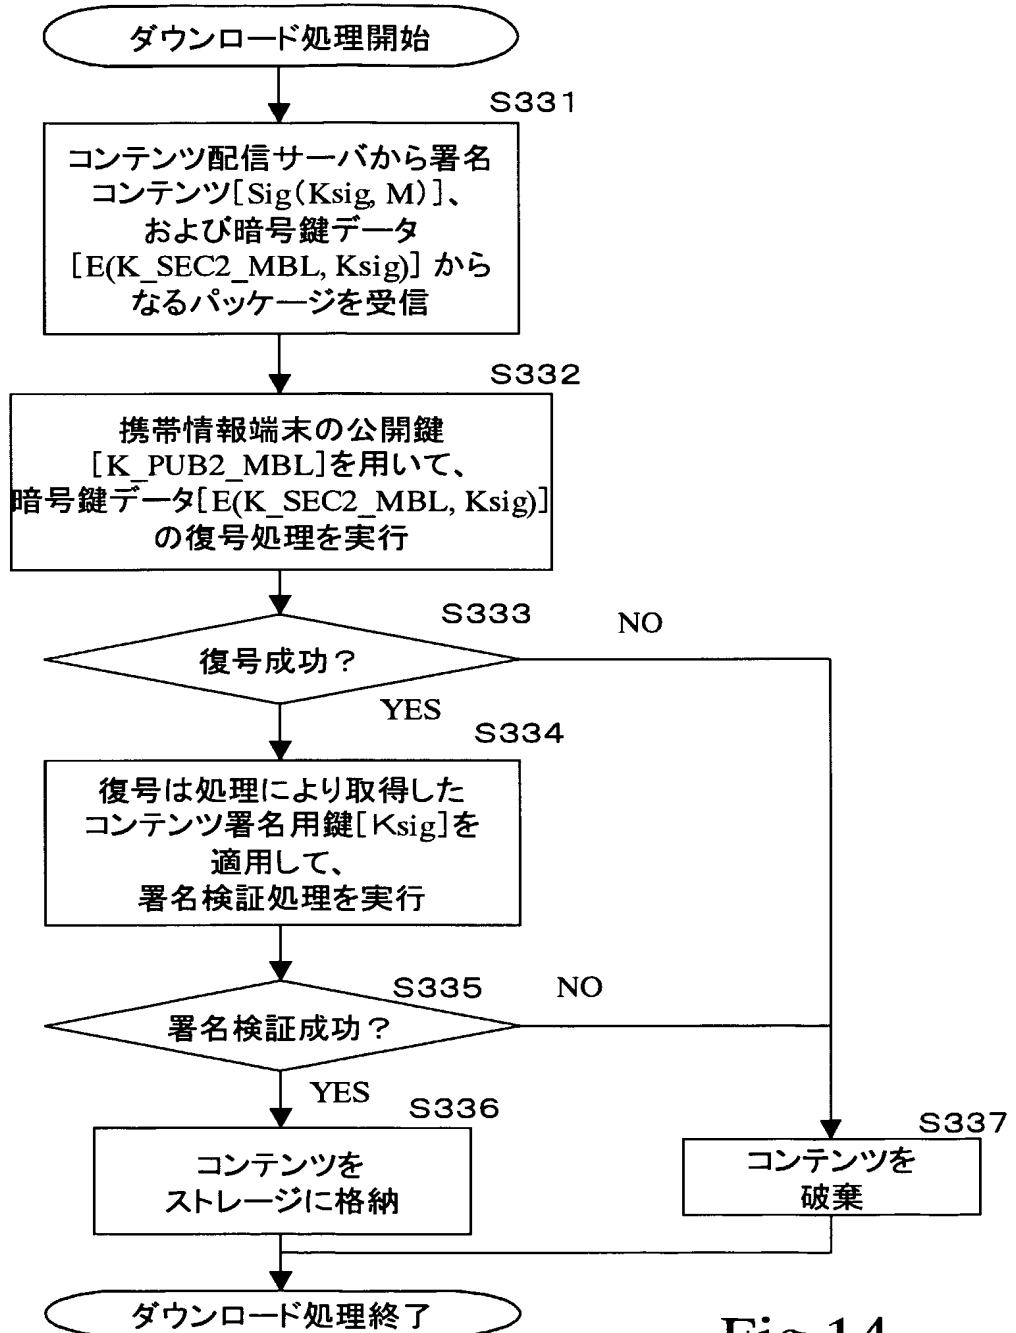 ダウンロード処理開始
S331
コンテンツ配信サーバから署名
コンテンツ[Sig(Ksig, M)]、
および暗号鍵データ
[E(K_SEC2_MBL, Ksig)] から
なるパッケージを受信
S332
携帯情報端末の公開鍵
[K_PUB2_MBL]を用いて、
暗号鍵データ[E(K_SEC2_MBL, Ksig)]
の復号処理を実行
S333
NO
復号成功？
YES
S334
復号は処理により取得した
コンテンツ署名用鍵[Ksig]を
適用して、
署名検証処理を実行
S335
NO
署名検証成功？
YES
S336
コンテンツを
ストレージに格納
S337
コンテンツを
破棄
ダウンロード処理終了
Fig.14